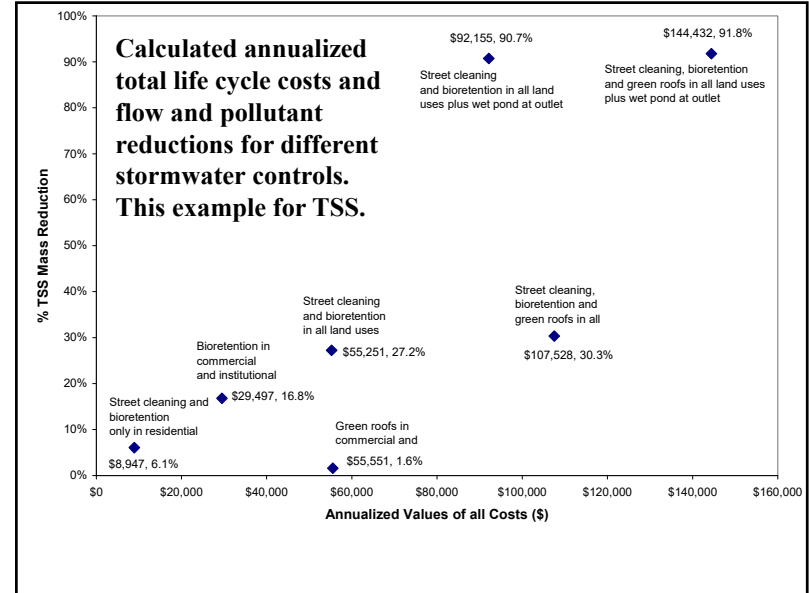 Calculated annualized
total life cycle costs and
flow and pollutant
reductions for different
stormwater controls.
This example for TSS.
100%
90%
80%
70%
60%
50%
40%
30%
20%
10%
0%
% TSS Mass Reduction
$92,155, 90.7%
Street cleaning
and bioretention in all land
uses plus wet pond at outlet
$144,432, 91.8%
Street cleaning, bioretention
and green roofs in all land uses
plus wet pond at outlet
Street cleaning
and bioretention
in all land uses
$55,251, 27.2%
Street cleaning,
bioretention and
green roofs in all
$107,528, 30.3%
Bioretention in
commercial
and institutional
$29,497, 16.8%
Street cleaning and
bioretention
only in residential
$8,947, 6.1%
Green roofs in
commercial and
$55,551, 1.6%
$0
$20,000
$40,000
$60,000
$80,000
$100,000
$120,000
$140,000
$160,000
Annualized Values of all Costs ($)